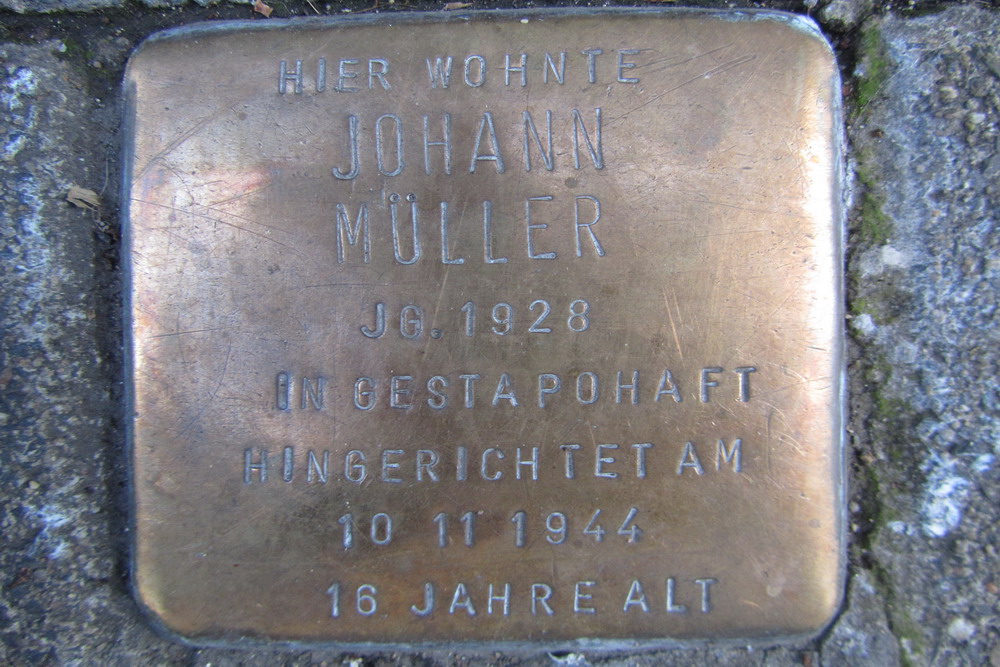 HIER WOHNTE
JOHANN
MÜLLER
JG. 1928
IN GESTAPOHAFT
HINGERICHTET AM
10 11 1944
16 JAHRE ALT